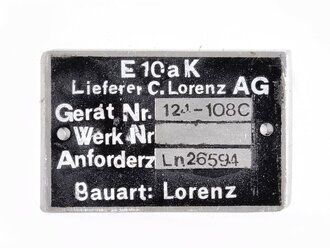 E10aK
Lieferer C. Lorenz AG
Gerät Nr. 124-108C
Werk Nr
Anforderz Ln26594
Bauart: Lorenz